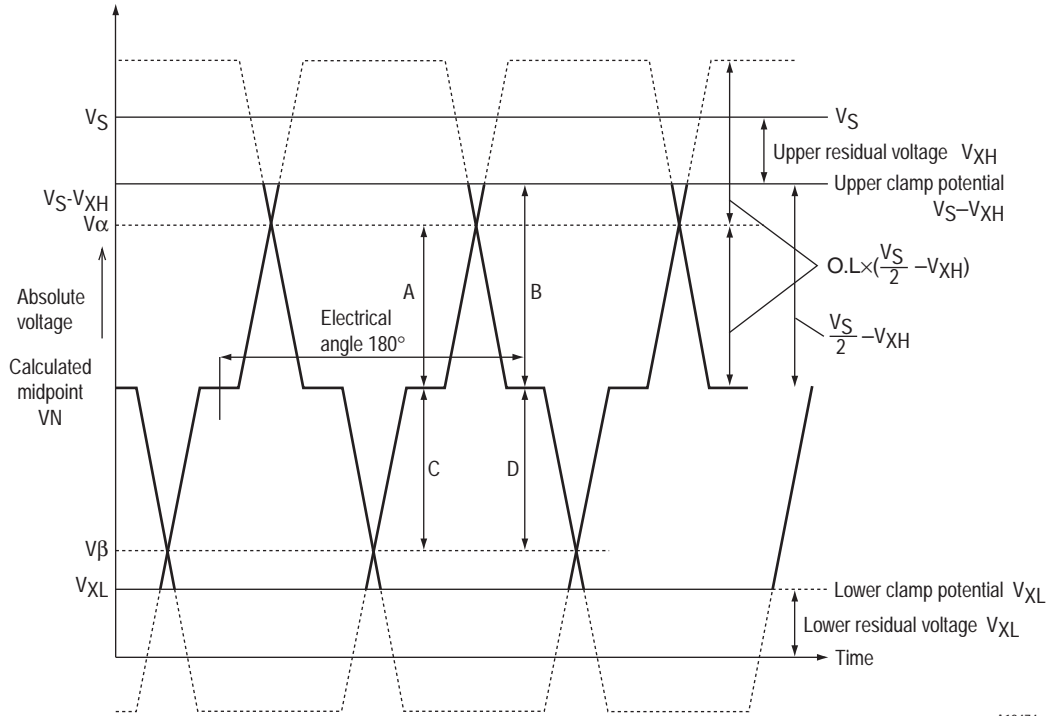 VS
VS
Upper residual voltage VXH
VS-VXH
Upper clamp potential
VS–VXH
Vα
Absolute
voltage
A
B
O.L×(VS/2 –VXH)
Electrical
angle 180°
VS/2 –VXH
Calculated
midpoint
VN
C
D
Vβ
VXL
Lower clamp potential VXL
Lower residual voltage VXL
Time